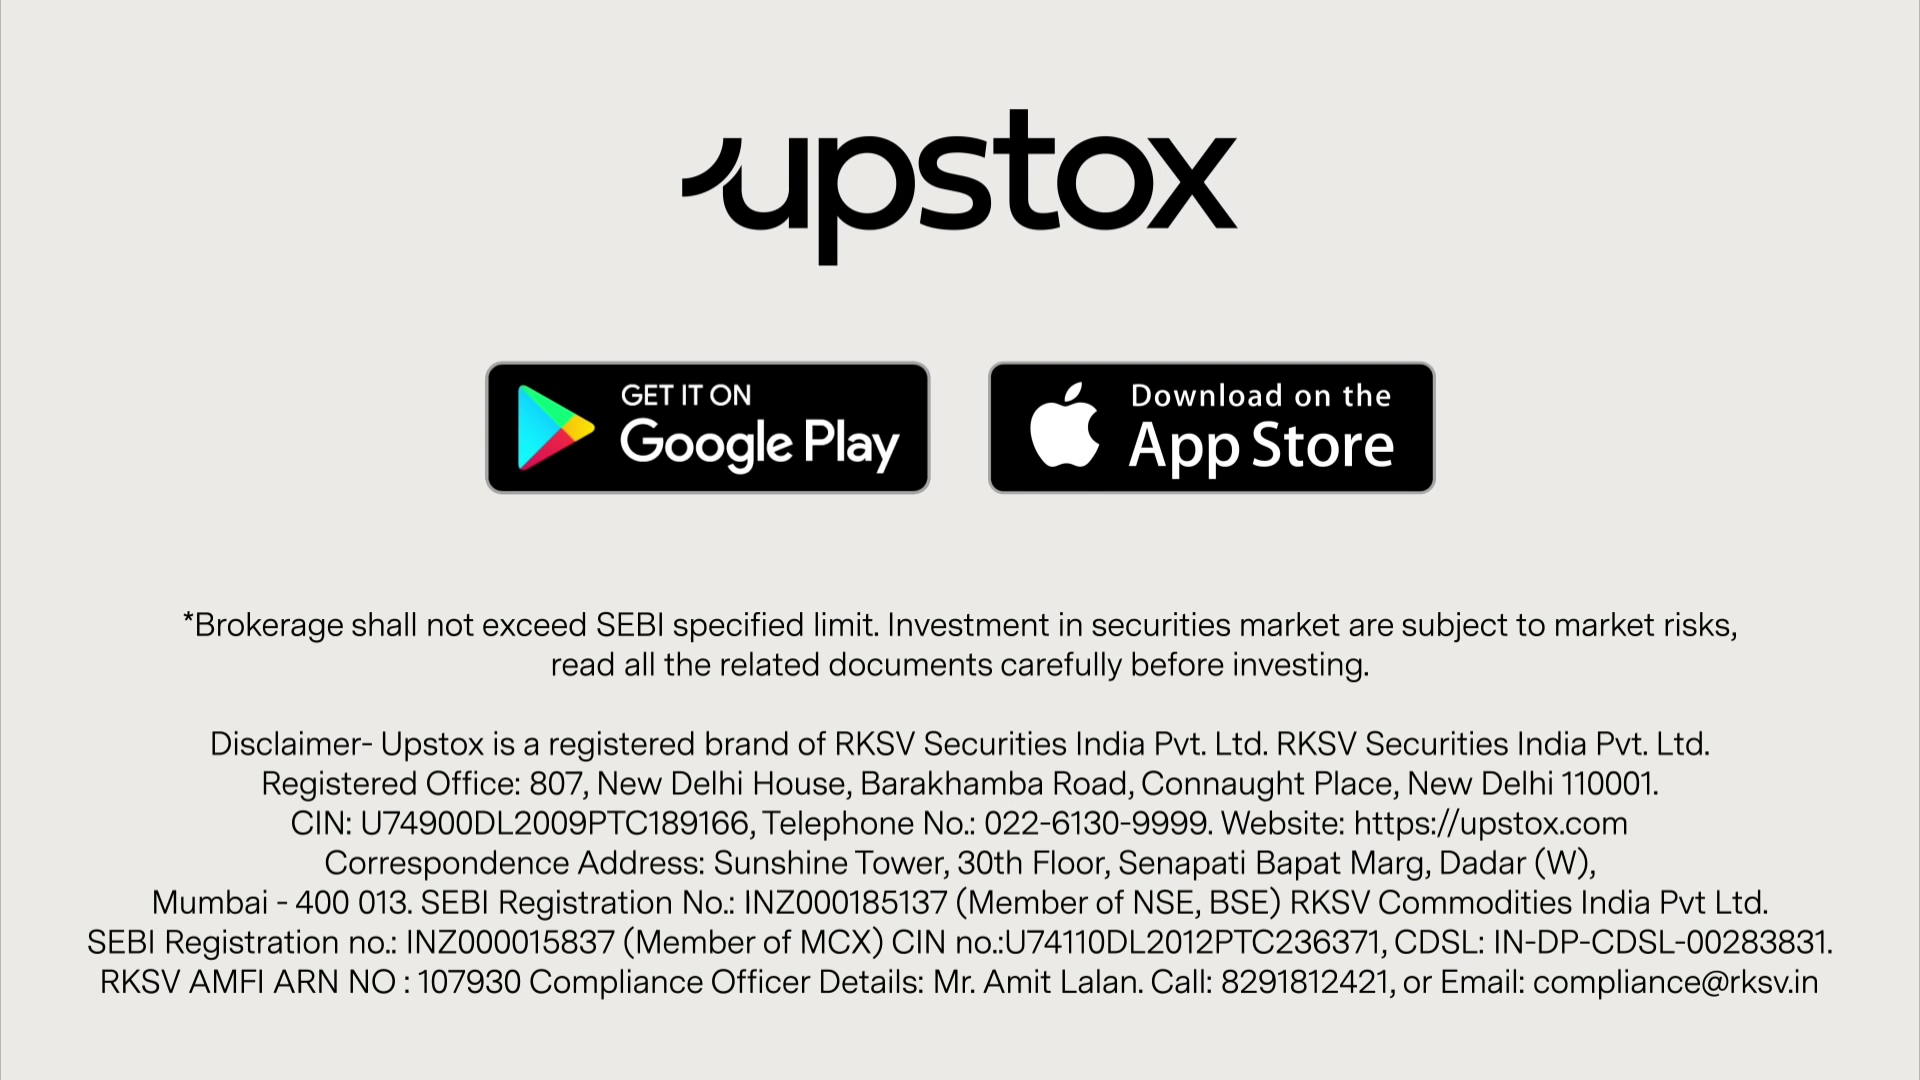 upstox
GET IT ON
Google Play
Download on the
App Store
*Brokerage shall not exceed SEBI specified limit. Investment in securities market are subject to market risks,
read all the related documents carefully before investing.
Disclaimer- Upstox is a registered brand of RKSV Securities India Pvt. Ltd. RKSV Securities India Pvt. Ltd.
Registered Office: 807, New Delhi House, Barakhamba Road, Connaught Place, New Delhi 110001.
CIN: U74900DL2009PTC189166, Telephone No.: 022-6130-9999. Website: https://upstox.com
Correspondence Address: Sunshine Tower, 30th Floor, Senapati Bapat Marg, Dadar (W),
Mumbai - 400 013. SEBI Registration No.: INZ000185137 (Member of NSE, BSE) RKSV Commodities India Pvt Ltd.
SEBI Registration no.: INZ000015837 (Member of MCX) CIN no.:U74110DL2012PTC236371, CDSL: IN-DP-CDSL-00283831.
RKSV AMFI ARN NO : 107930 Compliance Officer Details: Mr. Amit Lalan. Call: 8291812421, or Email: compliance@rksv.in